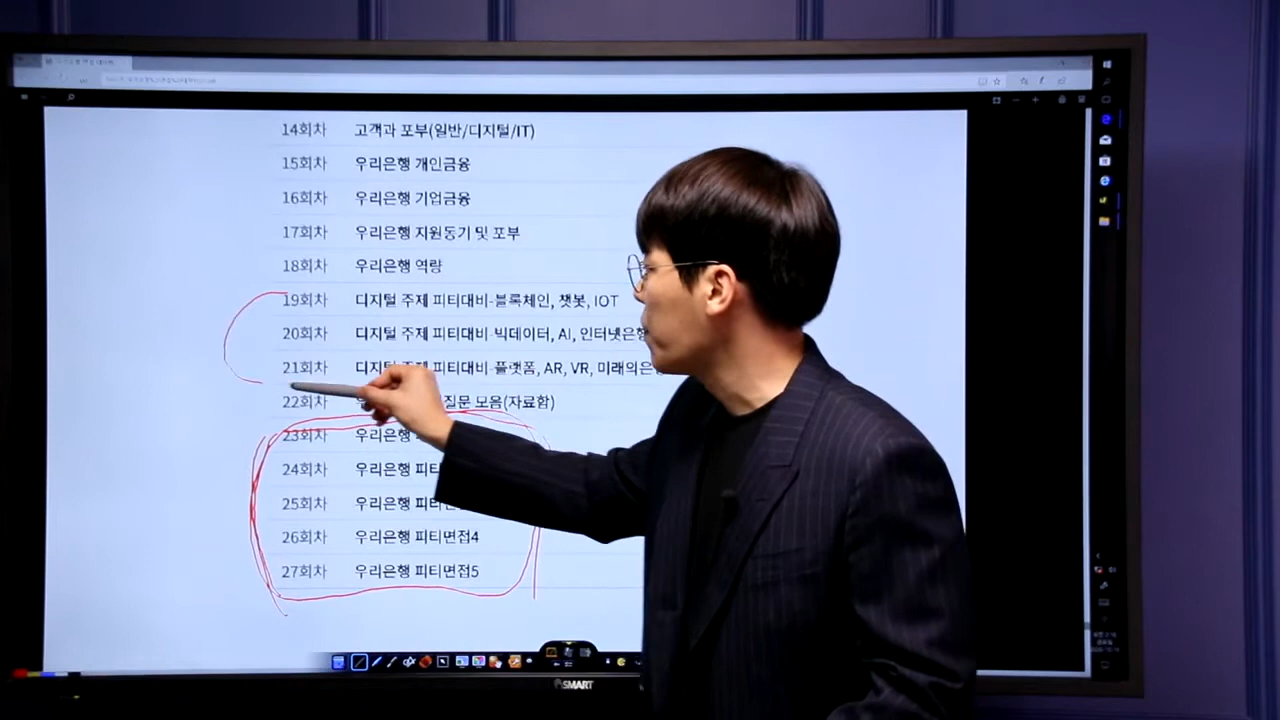 14회차 고객과 포부(일반/디지털/IT)
15회차 우리은행 개인금융
16회차 우리은행 기업금융
17회차 우리은행 지원동기 및 포부
18회차 우리은행 역량
19회차 디지털 주제 피티대비-블록체인, 챗봇, IOT
20회차 디지털 주제 피티대비-빅데이터, AI, 인터넷은행
21회차 디지털 주제 피티대비-플랫폼, AR, VR, 미래의은
22회차 질문 모음(자료함)
23회차 우리은행
24회차 우리은행 피티
25회차 우리은행 피티면
26회차 우리은행 피티면접4
27회차 우리은행 피티면접5
SMART